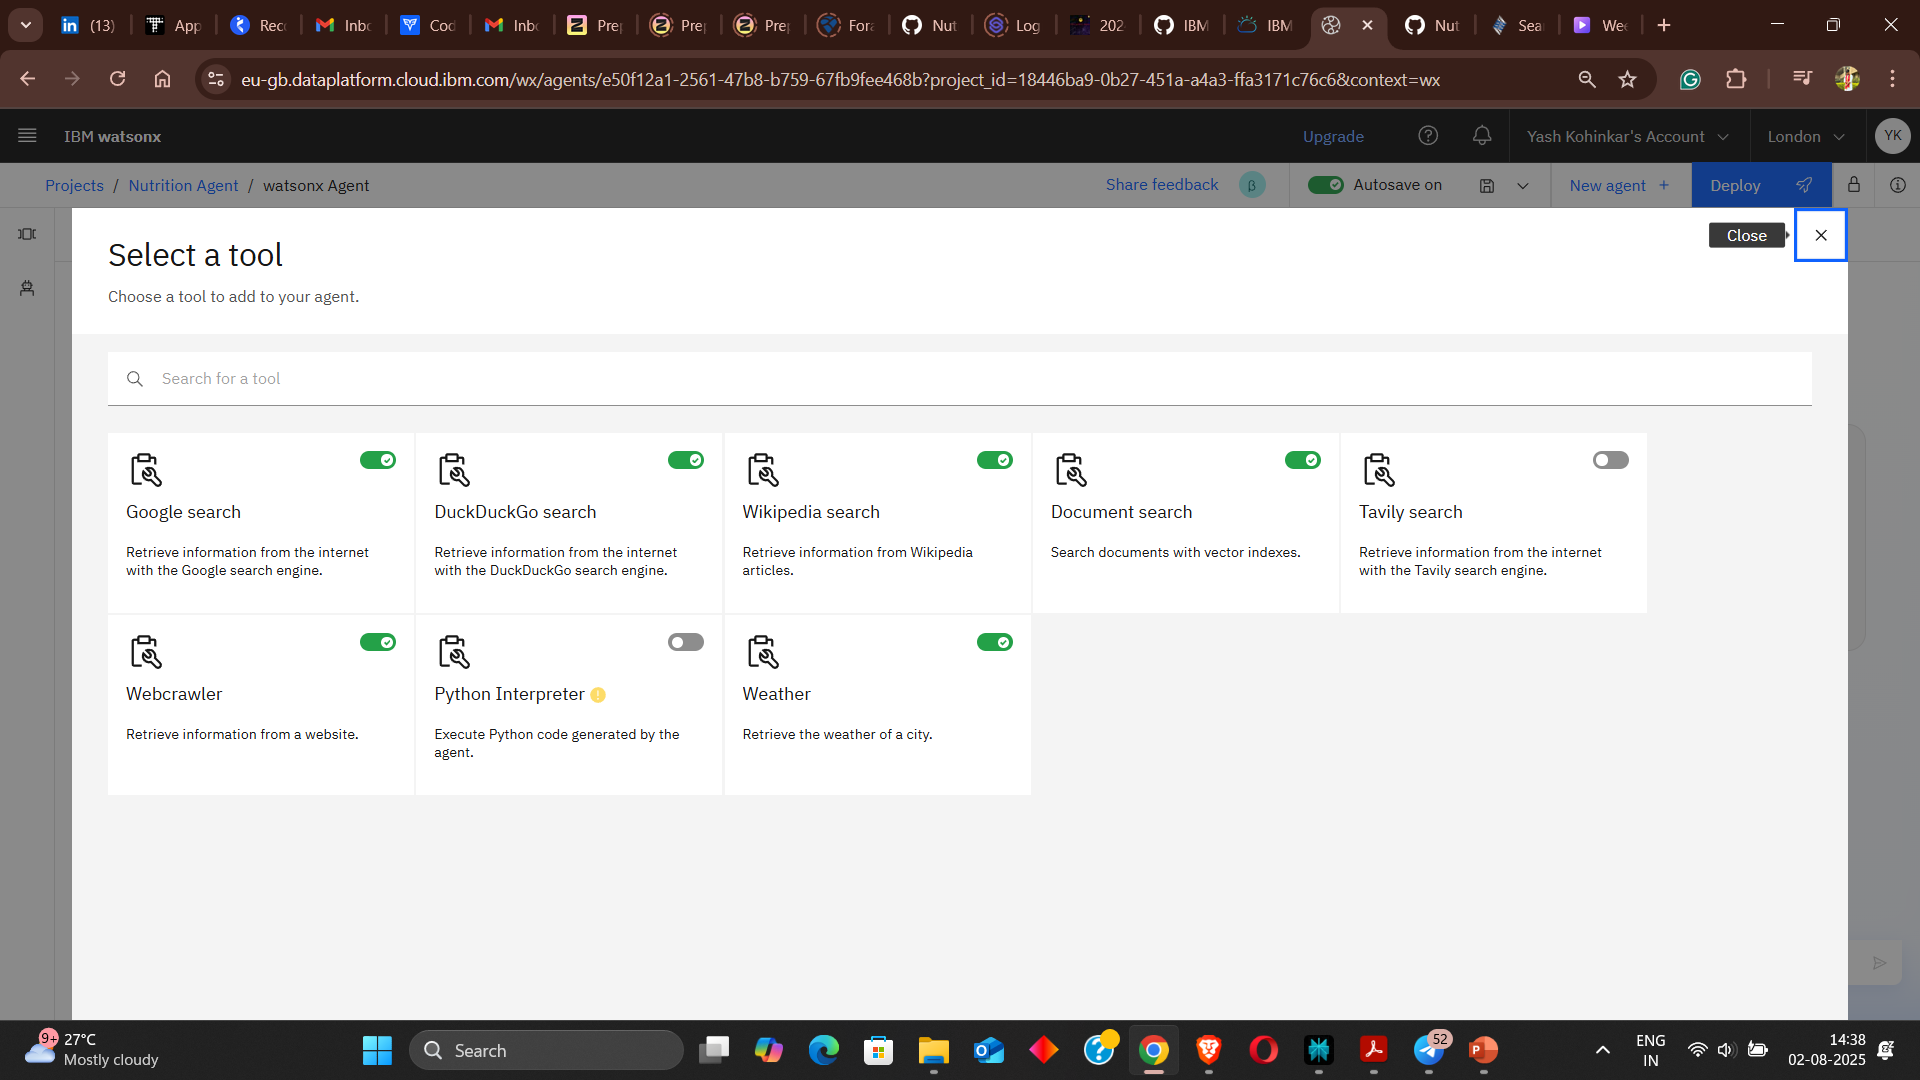 (13)
App
Rec
Inbo
Cod
Inbo
Prep
Prep
Prep
Fora
Nut
Log
202
IBM
IBM
Nut
Sea
Wee
eu-gb.dataplatform.cloud.ibm.com/wx/agents/e50f12a1-2561-47b8-b759-67fb9fee468b?project_id=18446ba9-0b27-451a-a4a3-ffa3171c76c6&context=wx
IBM watsonx
Upgrade
Yash Kohinkar's Account
London
YK
Projects / Nutrition Agent / watsonx Agent
Share feedback
β
Autosave on
New agent +
Deploy
Select a tool
Close
Choose a tool to add to your agent.
Search for a tool
Google search
Retrieve information from the internet
with the Google search engine.
DuckDuckGo search
Retrieve information from the internet
with the DuckDuckGo search engine.
Wikipedia search
Retrieve information from Wikipedia
articles.
Document search
Search documents with vector indexes.
Tavily search
Retrieve information from the internet
with the Tavily search engine.
Webcrawler
Retrieve information from a website.
Python Interpreter
Execute Python code generated by the
agent.
Weather
Retrieve the weather of a city.
9+
27°C
Mostly cloudy
Search
52
ENG
IN
14:38
02-08-2025